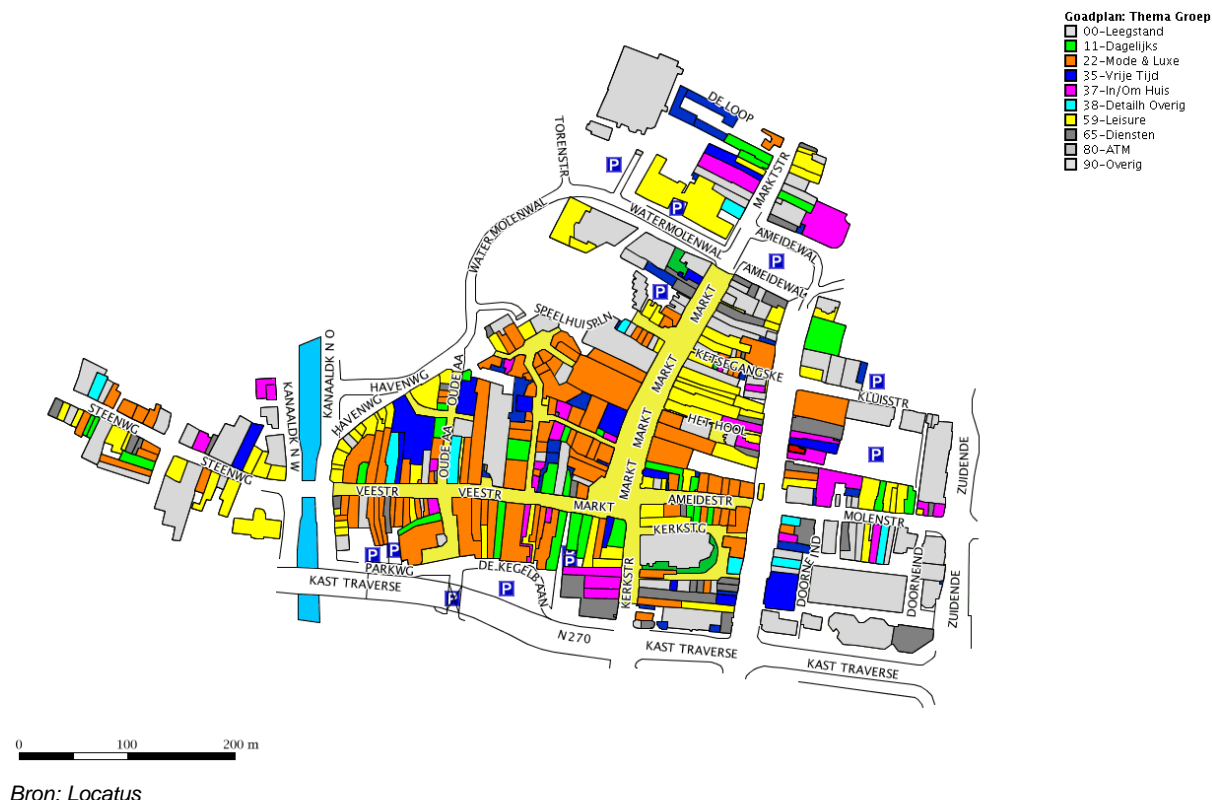 Goadplan: Thema Groep
00-Leegstand
11-Dagelijks
22-Mode & Luxe
35-Vrije Tijd
37-In/Om Huis
38-Detailh Overig
59-Leisure
65-Diensten
80-ATM
90-Overig
DE LOOP
TORENSTR
P
MARKTSTR
P
WATERMOLENWAL
WATER MOLENWAL
AMEIDEWAL
P
AMEIDEWAL
P
MARKT
SPEELHUISPLN
KANAALDK N O
KETSEGANGSKE
MARKT
HAVENWG
OUDE AA
P
KLUISSTR
KANAALDK N W
HAVENWG
STEENWG
MARKT
HET HOOL
OUDE AA
P
ZUIDENDE
STEENWG
MARKT
VEESTR
VEESTR
MARKT
AMEIDESTR
MOLENSTR
KERKSTG
P
P
P
PARKWG
DE KEGELBAAN
P
KAST TRAVERSE
KERKSTR
DOORNEIND
DOORNEIND
ZUIDENDE
P
N270
KAST TRAVERSE
KAST TRAVERSE
0 100 200 m
Bron: Locatus